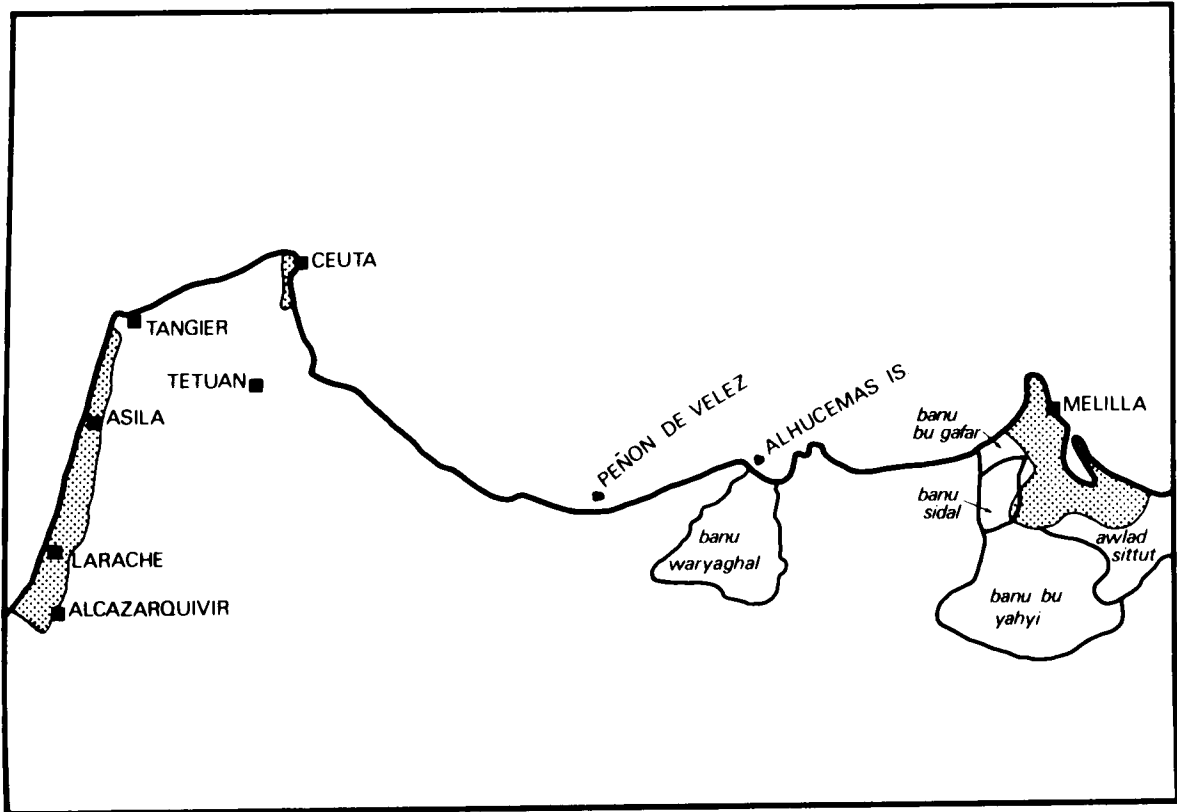 CEUTA
TANGIER
TETUAN
ASILA
LARACHE
ALCAZARQUIVIR
PEÑON DE VELEZ
ALHUCEMAS IS
MELILLA
banu
bu gafar
banu
sidal
banu
waryaghal
awlad
sittut
banu bu
yahyi